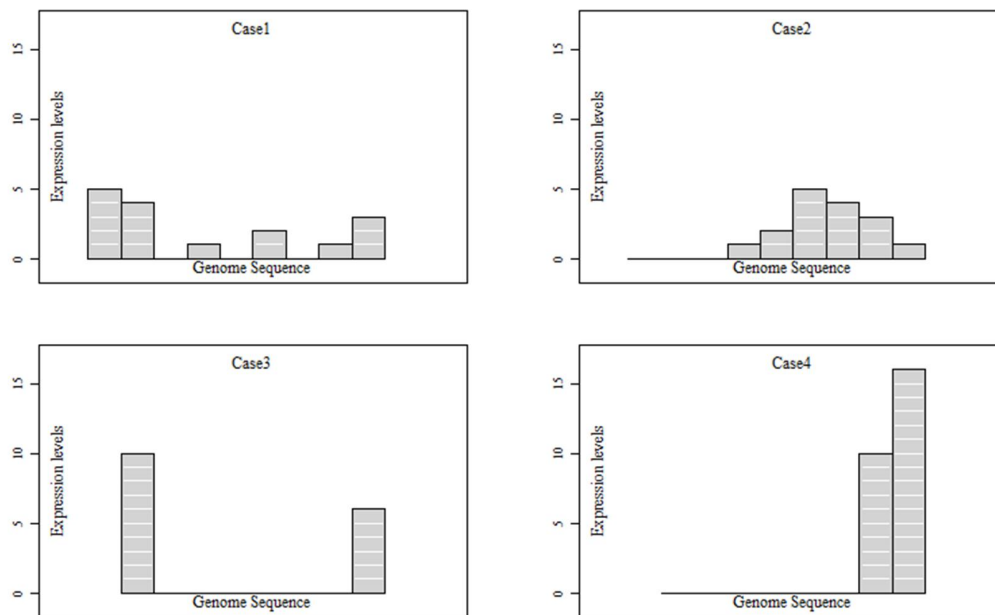 Case1
15
10
5
0
Expression levels
Genome Sequence
Case2
15
10
5
0
Expression levels
Genome Sequence
Case3
15
10
5
0
Expression levels
Genome Sequence
Case4
15
10
5
0
Expression levels
Genome Sequence